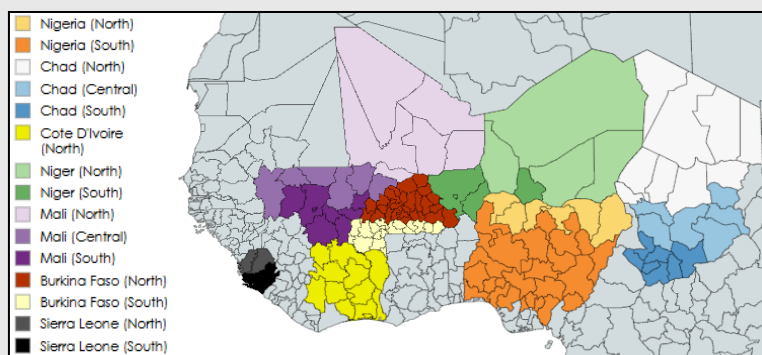 Nigeria (North)
Nigeria (South)
Chad (North)
Chad (Central)
Chad (South)
Cote D'Ivoire
(North)
Niger (North)
Niger (South)
Mali (North)
Mali (Central)
Mali (South)
Burkina Faso (North)
Burkina Faso (South)
Sierra Leone (North)
Sierra Leone (South)